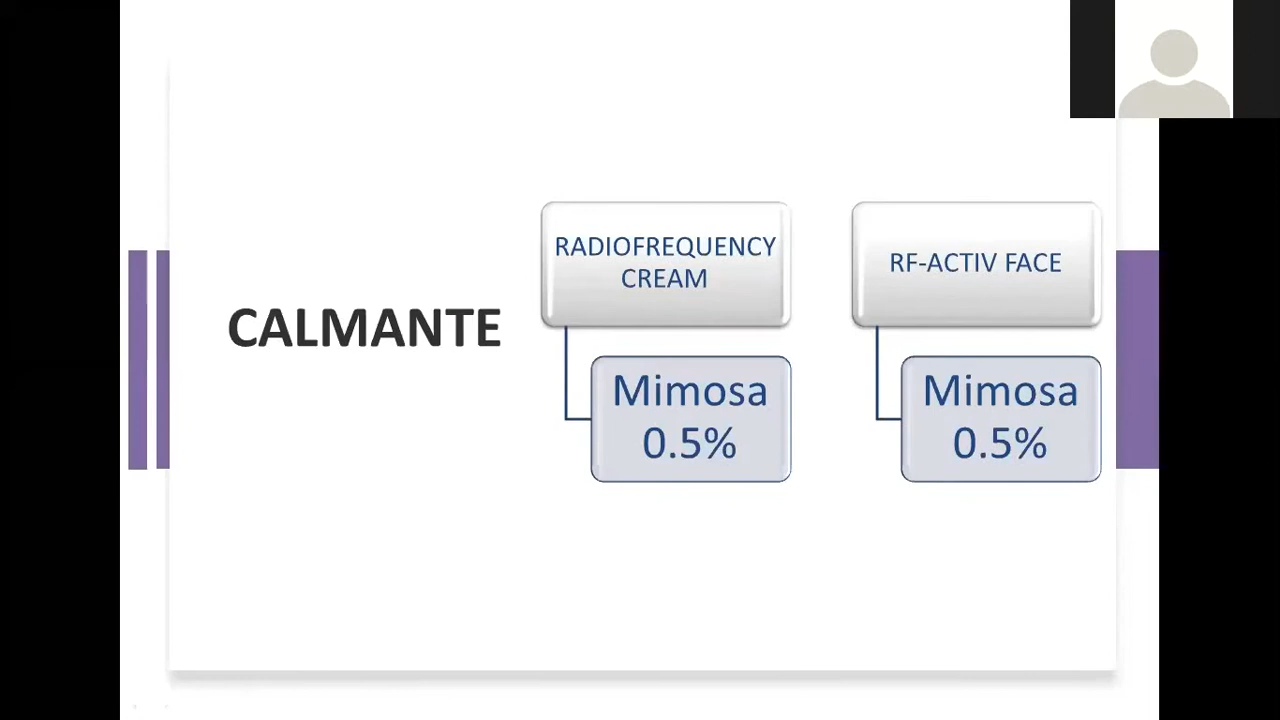 CALMANTE
RADIOFREQUENCY
CREAM
Mimosa
0.5%
RF-ACTIV FACE
Mimosa
0.5%